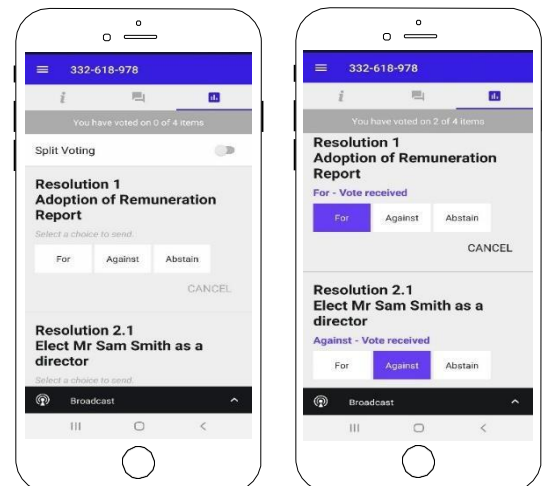 332-618-978
You have voted on 0 of 4 items
Split Voting
Resolution 1
Adoption of Remuneration
Report
Select a choice to send.
For Against Abstain
CANCEL
Resolution 2.1
Elect Mr Sam Smith as a
director
Select a choice to send.
Broadcast
332-618-978
You have voted on 2 of 4 items
Resolution 1
Adoption of Remuneration
Report
For - Vote received
For Against Abstain
CANCEL
Resolution 2.1
Elect Mr Sam Smith as a
director
Against - Vote received
For Against Abstain
Broadcast